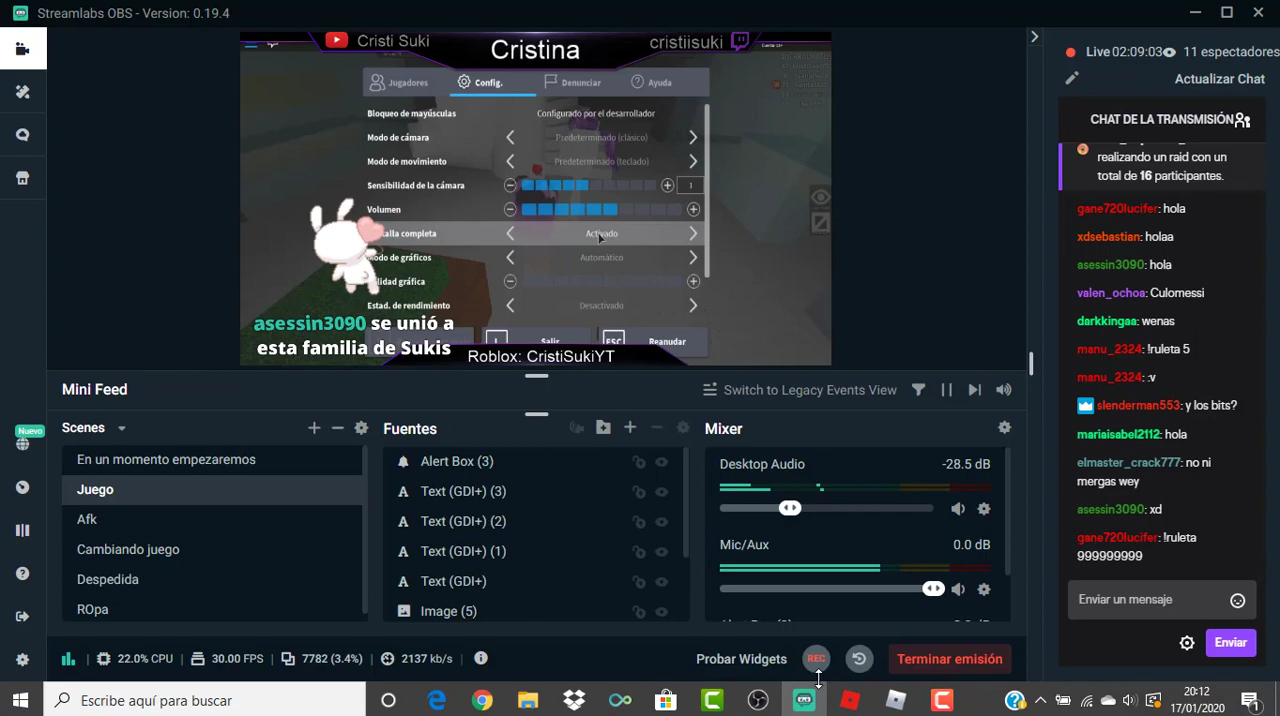 Streamlabs OBS - Version: 0.19.4
Cristi Suki
Cristina
cristiisuki
Jugadores
Config.
Denunciar
Ayuda
Bloqueo de mayúsculas
Configurado por el desarrollador
Modo de cámara
Predeterminado (clásico)
Modo de movimiento
Predeterminado (teclado)
Sensibilidad de la cámara
1
Volumen
alla completa
Activado
Modo de gráficos
Automático
lidad gráfica
Estad. de rendimiento
Desactivado
L
Salir
ESC
Reanudar
asessin3090 se unió a
esta familia de Sukis
Roblox: CristiSukiYT
Live 02:09:03 11 espectadores
Actualizar Chat
CHAT DE LA TRANSMISIÓN
realizando un raid con un
total de 16 participantes.
gane720lucifer: hola
xdsebastian: holaa
asessin3090: hola
valen_ochoa: Culomessi
darkkingaa: wenas
manu_2324: !ruleta 5
manu_2324: :v
slenderman553: y los bits?
mariaisabel2112: hola
elmaster_crack777: no ni
mergas wey
asessin3090: xd
gane720lucifer: !ruleta
999999999
Enviar un mensaje
Enviar
Mini Feed
Switch to Legacy Events View
Nuevo
Scenes
En un momento empezaremos
Juego
Afk
Cambiando juego
Despedida
ROpa
Fuentes
Alert Box (3)
Text (GDI+) (3)
Text (GDI+) (2)
Text (GDI+) (1)
Text (GDI+)
Image (5)
Mixer
Desktop Audio
-28.5 dB
Mic/Aux
0.0 dB
22.0% CPU
30.00 FPS
7782 (3.4%)
2137 kb/s
Probar Widgets
REC
Terminar emisión
Escribe aquí para buscar
20:12
17/01/2020
1